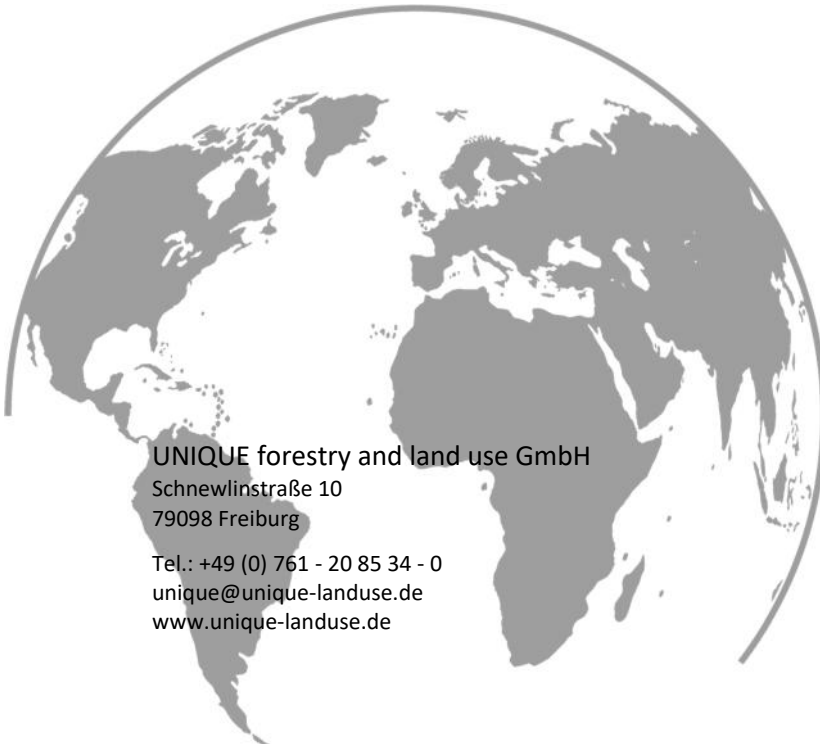 UNIQUE forestry and land use GmbH
Schnewlinstraße 10
79098 Freiburg
Tel.: +49 (0) 761 - 20 85 34 - 0
unique@unique-landuse.de
www.unique-landuse.de